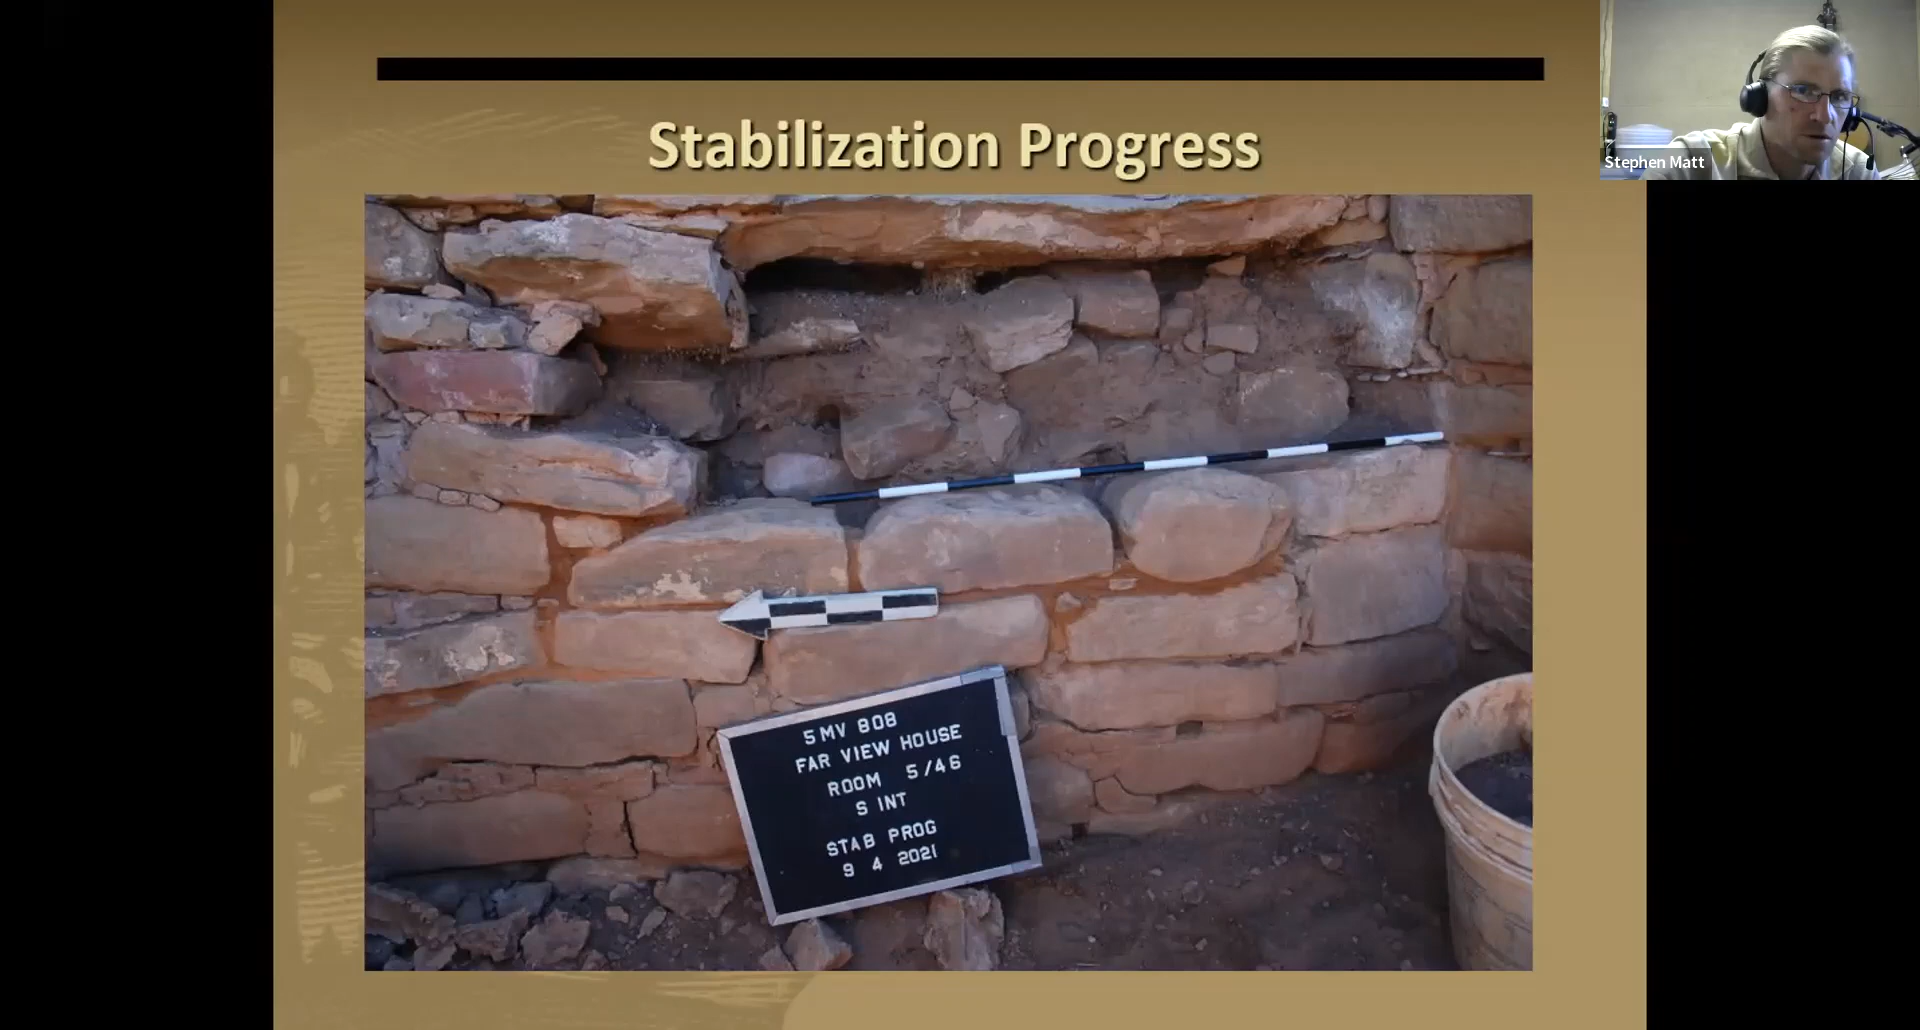 Stabilization Progress
Stephen Matt
5MV 808
FAR VIEW HOUSE
ROOM 5/46
S INT
STAB PROG
9 4 2021